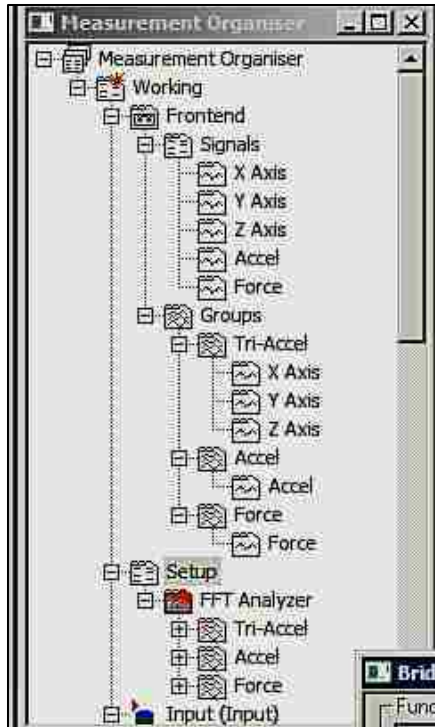 Measurement Organiser
Measurement Organiser
Working
Frontend
Signals
X Axis
Y Axis
Z Axis
Accel
Force
Groups
Tri-Accel
X Axis
Y Axis
Z Axis
Accel
Accel
Force
Force
Setup
FFT Analyzer
Tri-Accel
Accel
Force
Input (Input)